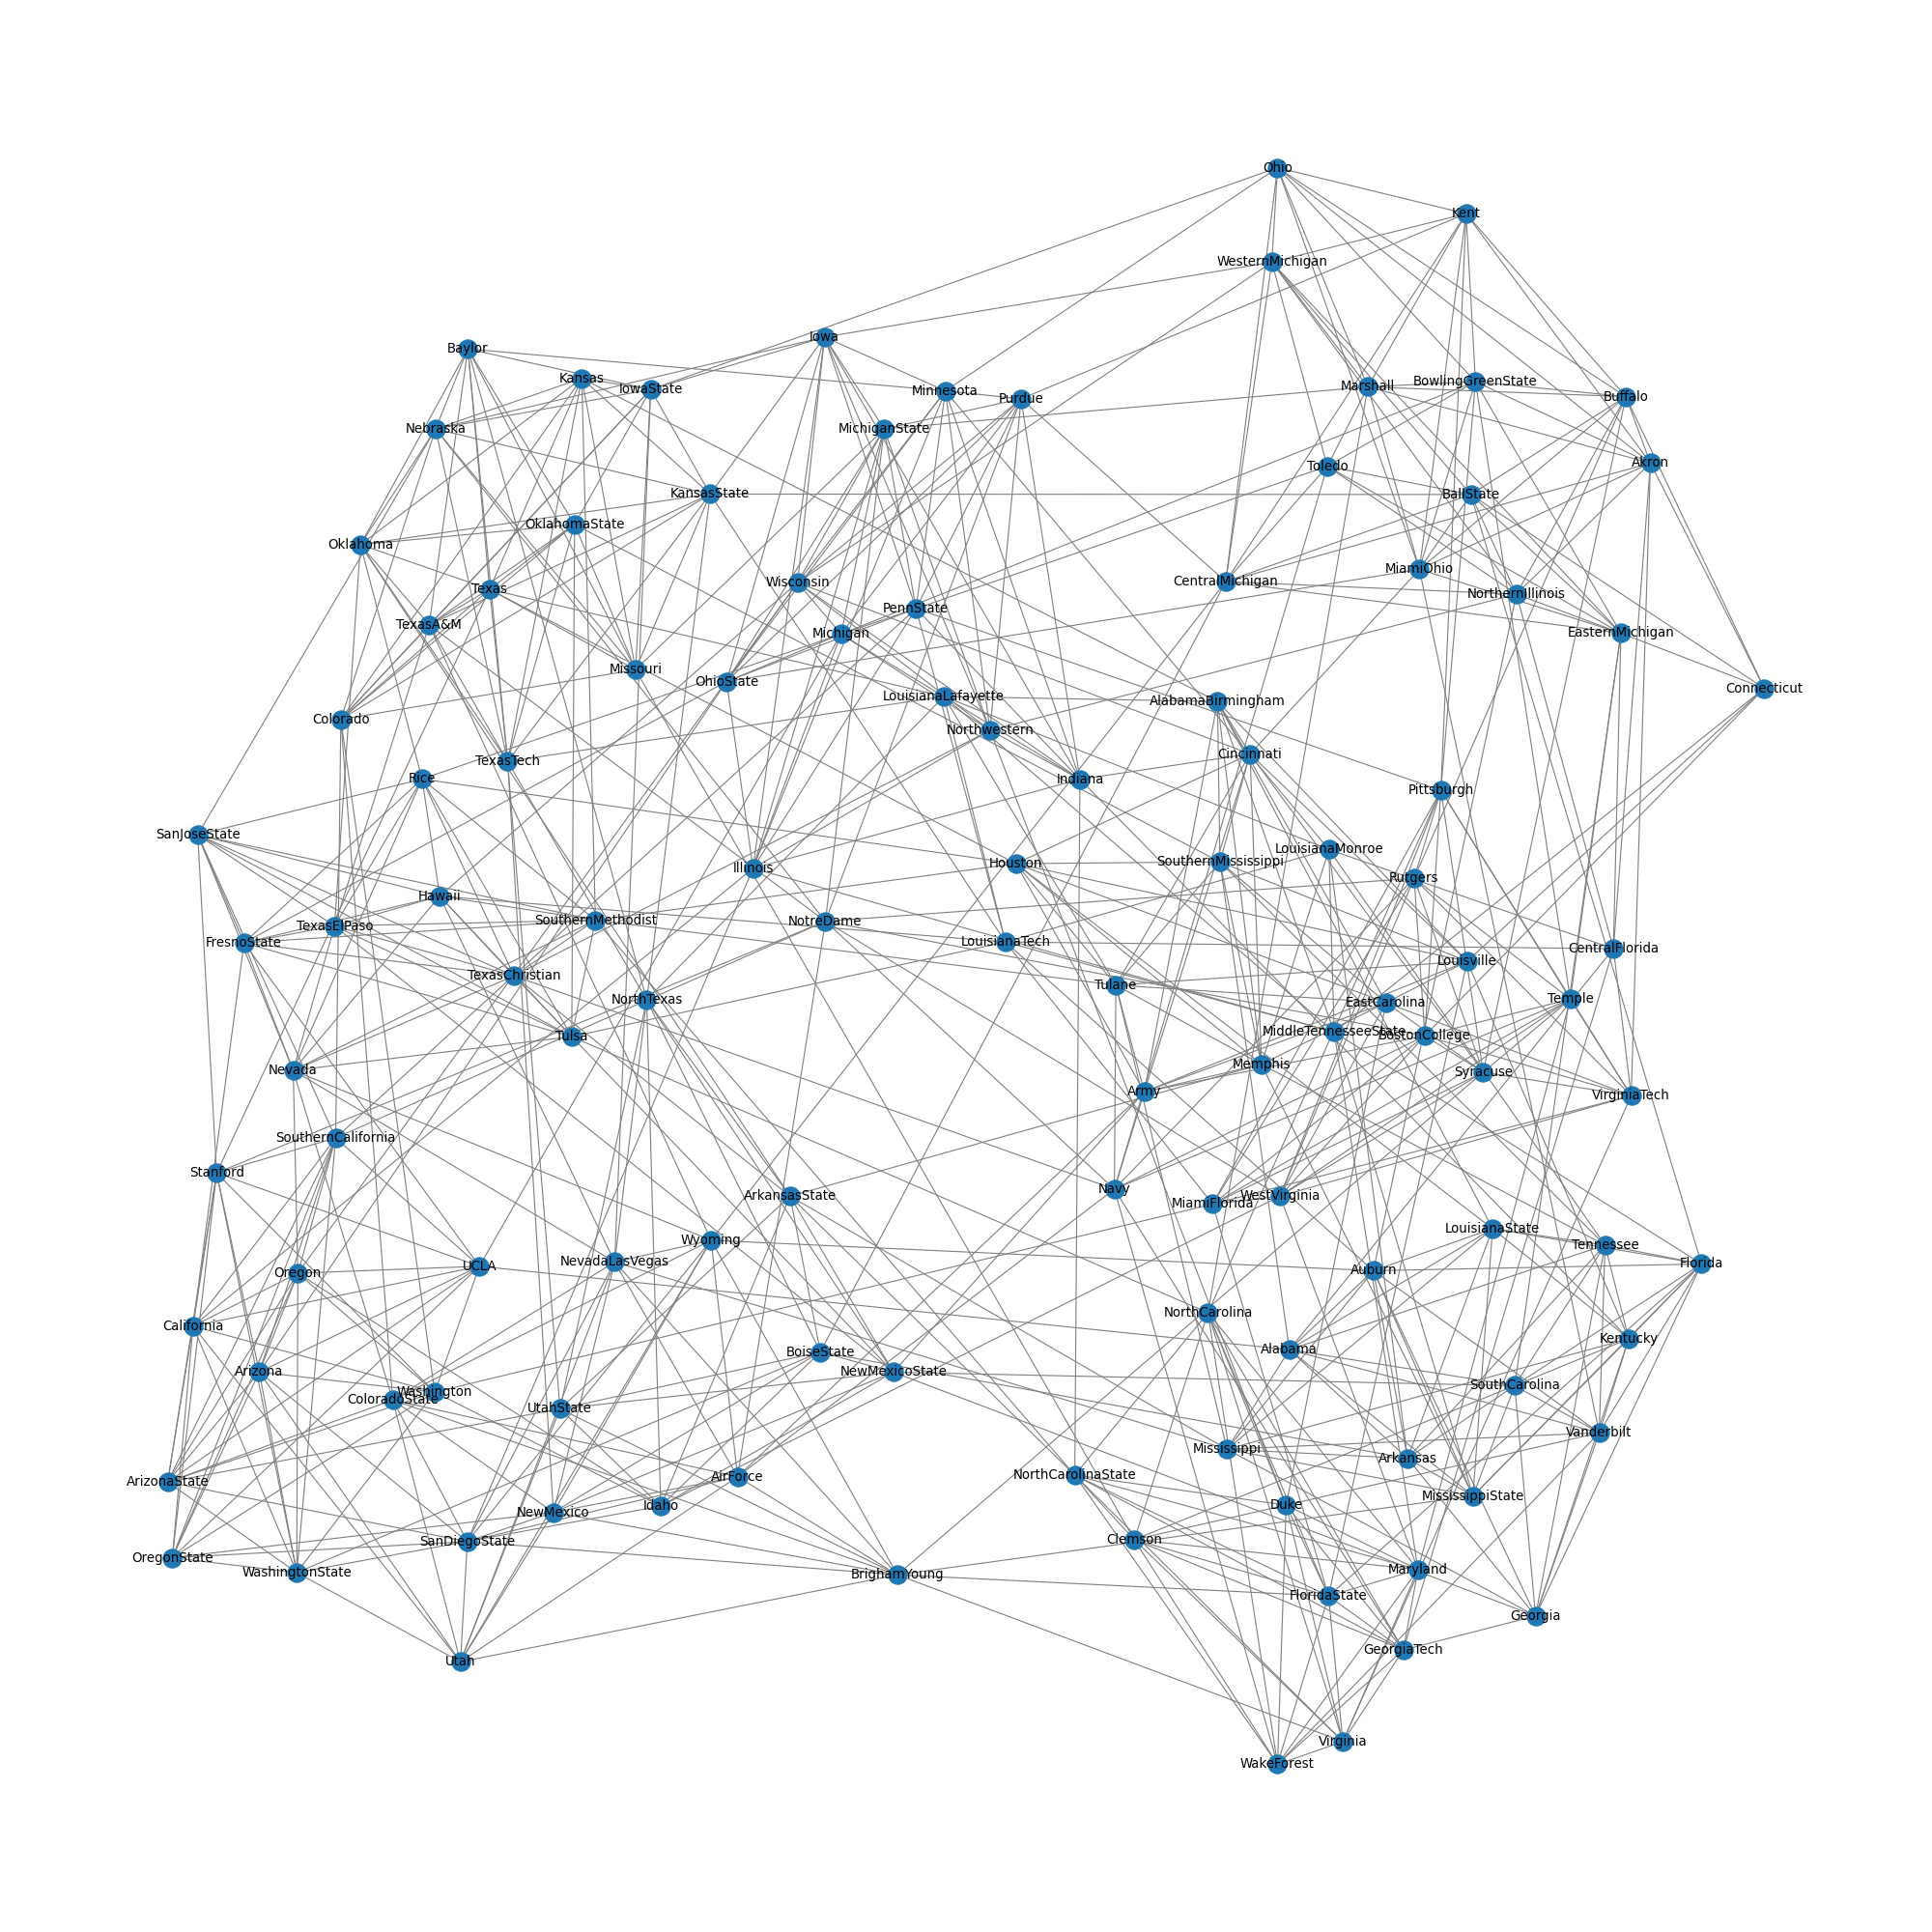 Ohio
Kent
WesternMichigan
Iowa
Baylor
Kansas
IowaState
Minnesota
Purdue
Marshall
BowlingGreenState
Buffalo
Nebraska
MichiganState
Toledo
Akron
KansasState
BallState
OklahomaState
Oklahoma
Wisconsin
CentralMichigan
MiamiOhio
Texas
NorthernIllinois
PennState
TexasA&M
Michigan
EasternMichigan
Missouri
OhioState
Connecticut
LouisianaLafayette
AlabamaBirmingham
Colorado
Northwestern
Cincinnati
TexasTech
Rice
Indiana
Pittsburgh
SanJoseState
LouisianaMonroe
Illinois
Houston
SouthernMississippi
Rutgers
Hawaii
TexasElPaso
SouthernMethodist
NotreDame
FresnoState
LouisianaTech
CentralFlorida
Louisville
TexasChristian
Tulane
NorthTexas
EastCarolina
Temple
Tulsa
MiddleTennesseeState
BostonCollege
Nevada
Memphis
Syracuse
Army
VirginiaTech
SouthernCalifornia
Stanford
Navy
ArkansasState
WestVirginia
MiamiFlorida
LouisianaState
Wyoming
Tennessee
NevadaLasVegas
UCLA
Oregon
Auburn
Florida
NorthCarolina
California
Kentucky
Alabama
BoiseState
Arizona
NewMexicoState
Washington
ColoradoState
SouthCarolina
UtahState
Vanderbilt
Mississippi
Arkansas
NorthCarolinaState
AirForce
ArizonaState
MississippiState
Idaho
Duke
NewMexico
Clemson
SanDiegoState
OregonState
WashingtonState
BrighamYoung
Maryland
FloridaState
Georgia
GeorgiaTech
Utah
Virginia
WakeForest